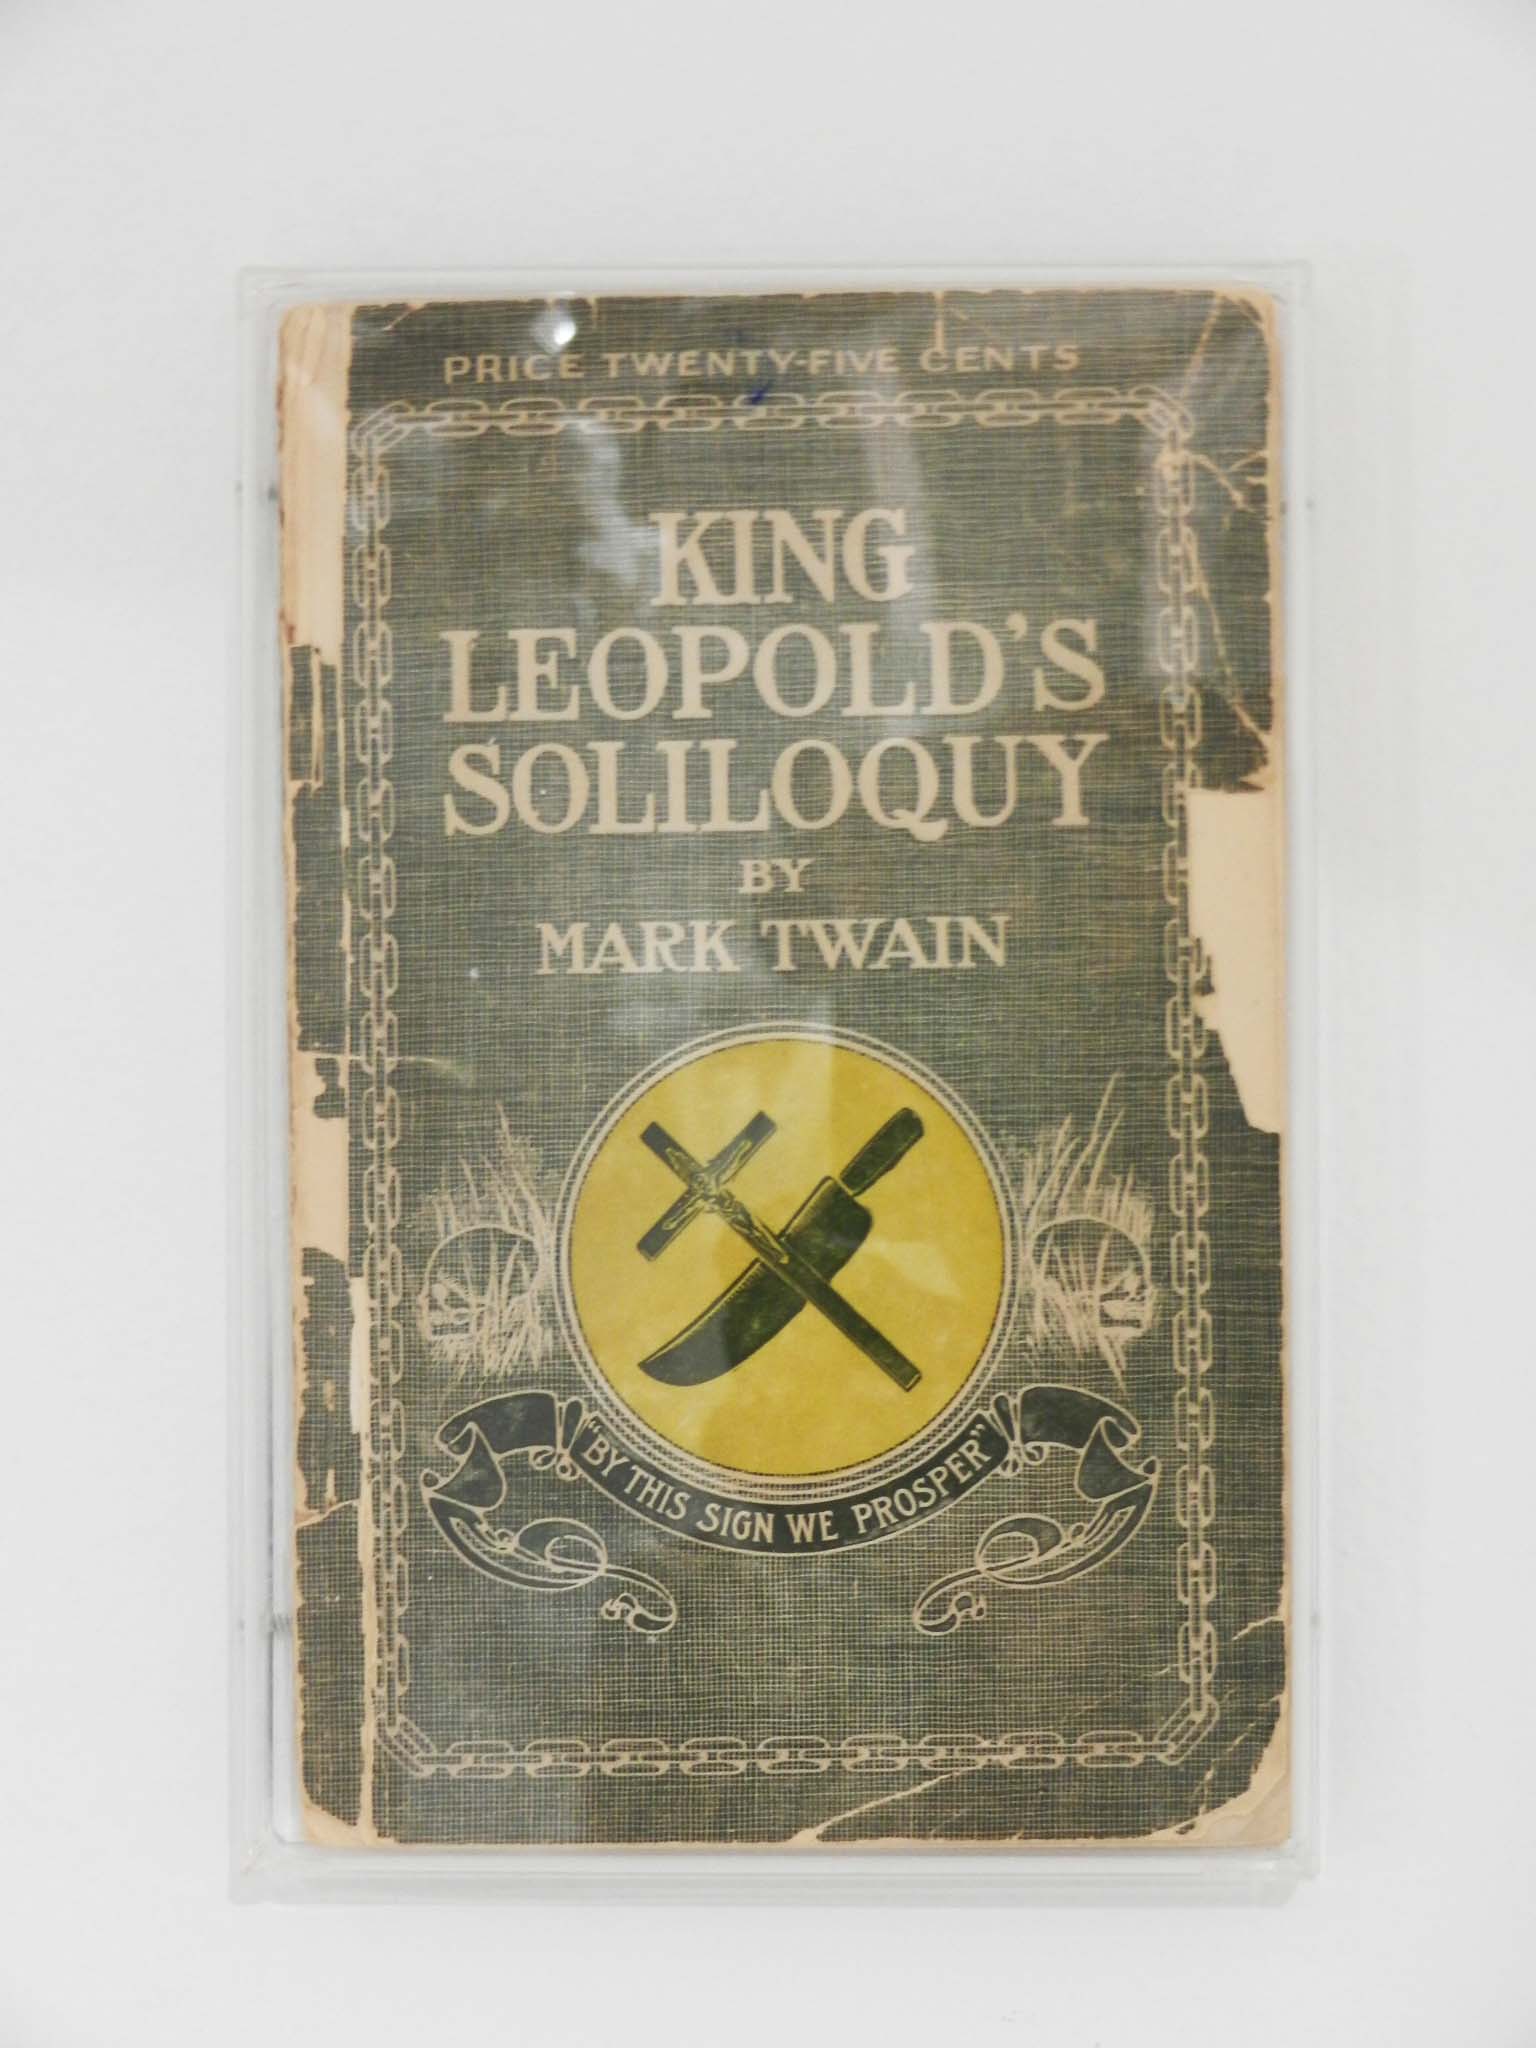 PRICE TWENTY-FIVE CENTS
KING
LEOPOLD'S
SOLILOQUY
BY
MARK TWAIN
"BY THIS SIGN WE PROSPER"